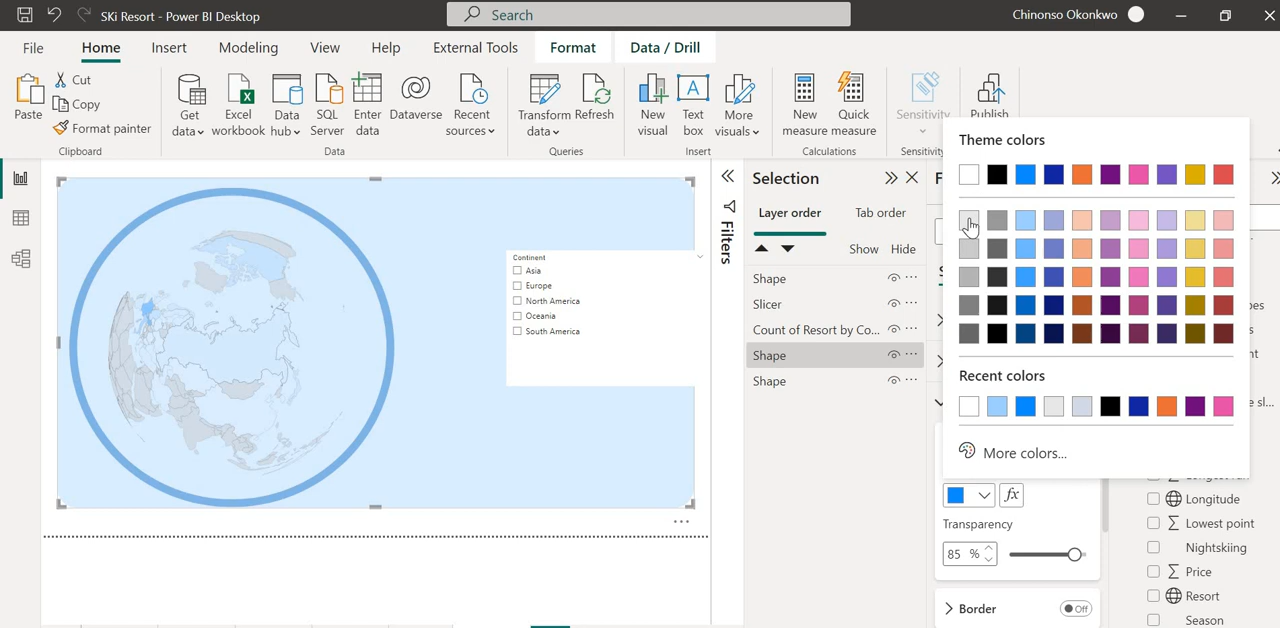 SKi Resort - Power BI Desktop
Search
Chinonso Okonkwo
File
Home
Insert
Modeling
View
Help
External Tools
Format
Data / Drill
Paste
Cut
Copy
Format painter
Clipboard
Get data
Excel workbook
Data hub
SQL Server
Enter data
Dataverse
Recent sources
Data
Transform data
Refresh
Queries
New visual
Text box
More visuals
Insert
New measure
Quick measure
Calculations
Sensitivity
Sensitivity
Publish
Filters
Continent
Asia
Europe
North America
Oceania
South America
Selection
Layer order
Tab order
Show
Hide
Shape
Slicer
Count of Resort by Co...
Shape
Shape
Theme colors
Recent colors
More colors...
fx
Transparency
85 %
Border
Off
Longitude
Lowest point
Nightskiing
Price
Resort
Season